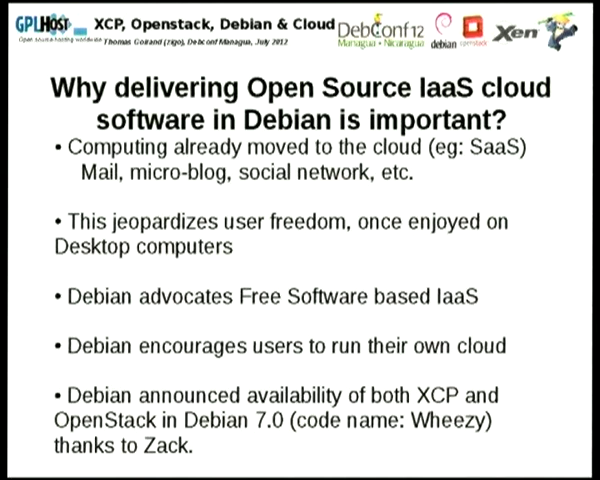 GPLHOST XCP, Openstack, Debian & Cloud
Open source hosting worldwide Thomas Goirand (zigo), Debconf Managua, July 2012
DebConf12
Managua • Nicaragua
debian openstack Xen
Why delivering Open Source IaaS cloud
software in Debian is important?
• Computing already moved to the cloud (eg: SaaS)
Mail, micro-blog, social network, etc.
• This jeopardizes user freedom, once enjoyed on
Desktop computers
• Debian advocates Free Software based IaaS
• Debian encourages users to run their own cloud
• Debian announced availability of both XCP and
OpenStack in Debian 7.0 (code name: Wheezy)
thanks to Zack.